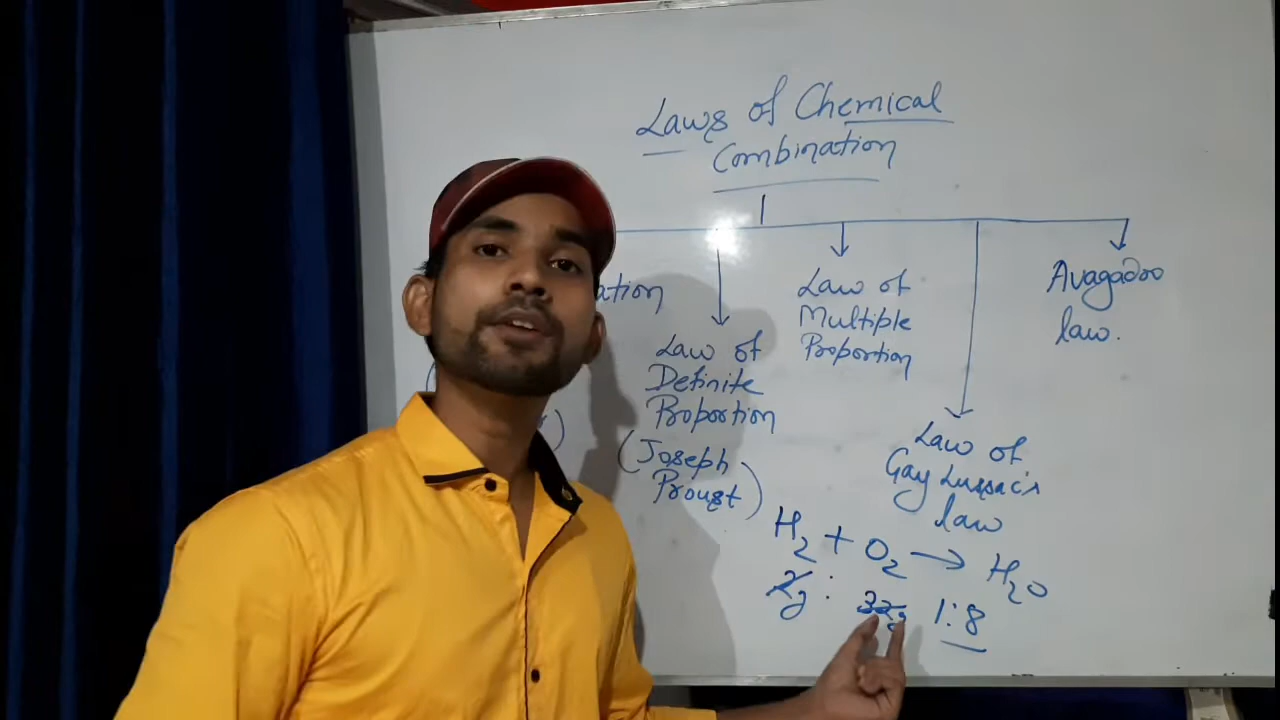 Laws of Chemical
Combination
ation
Law of
Definite
Proportion
(Joseph
Proust)
Law of
Multiple
Proportion
Law of
Gay Lussac's
law
Avagadro
law.
H₂ + O₂ → H₂O
2g : 32g 1:8